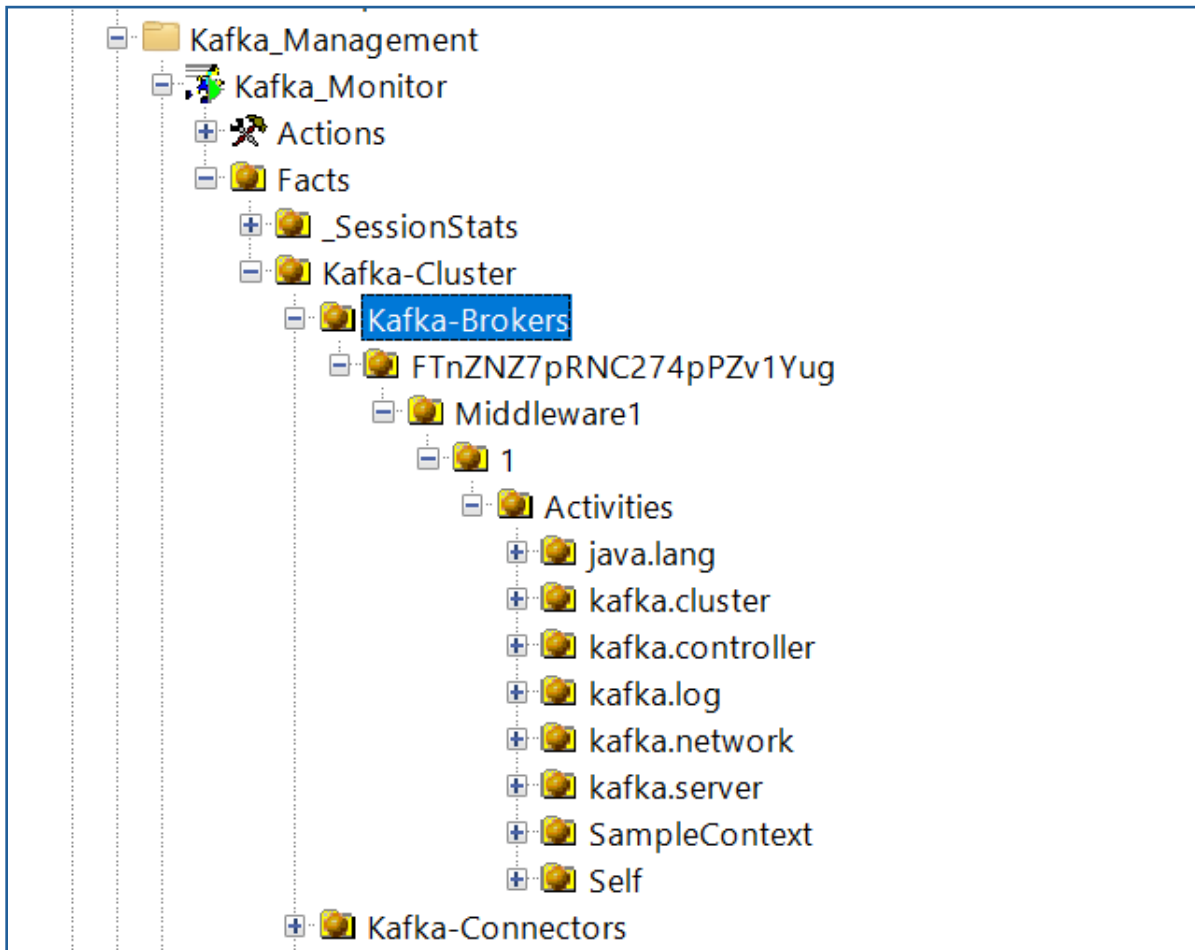 Kafka_Management
Kafka_Monitor
Actions
Facts
_SessionStats
Kafka-Cluster
Kafka-Brokers
FTnZNZ7pRNC274pPZv1Yug
Middleware1
1
Activities
java.lang
kafka.cluster
kafka.controller
kafka.log
kafka.network
kafka.server
SampleContext
Self
Kafka-Connectors